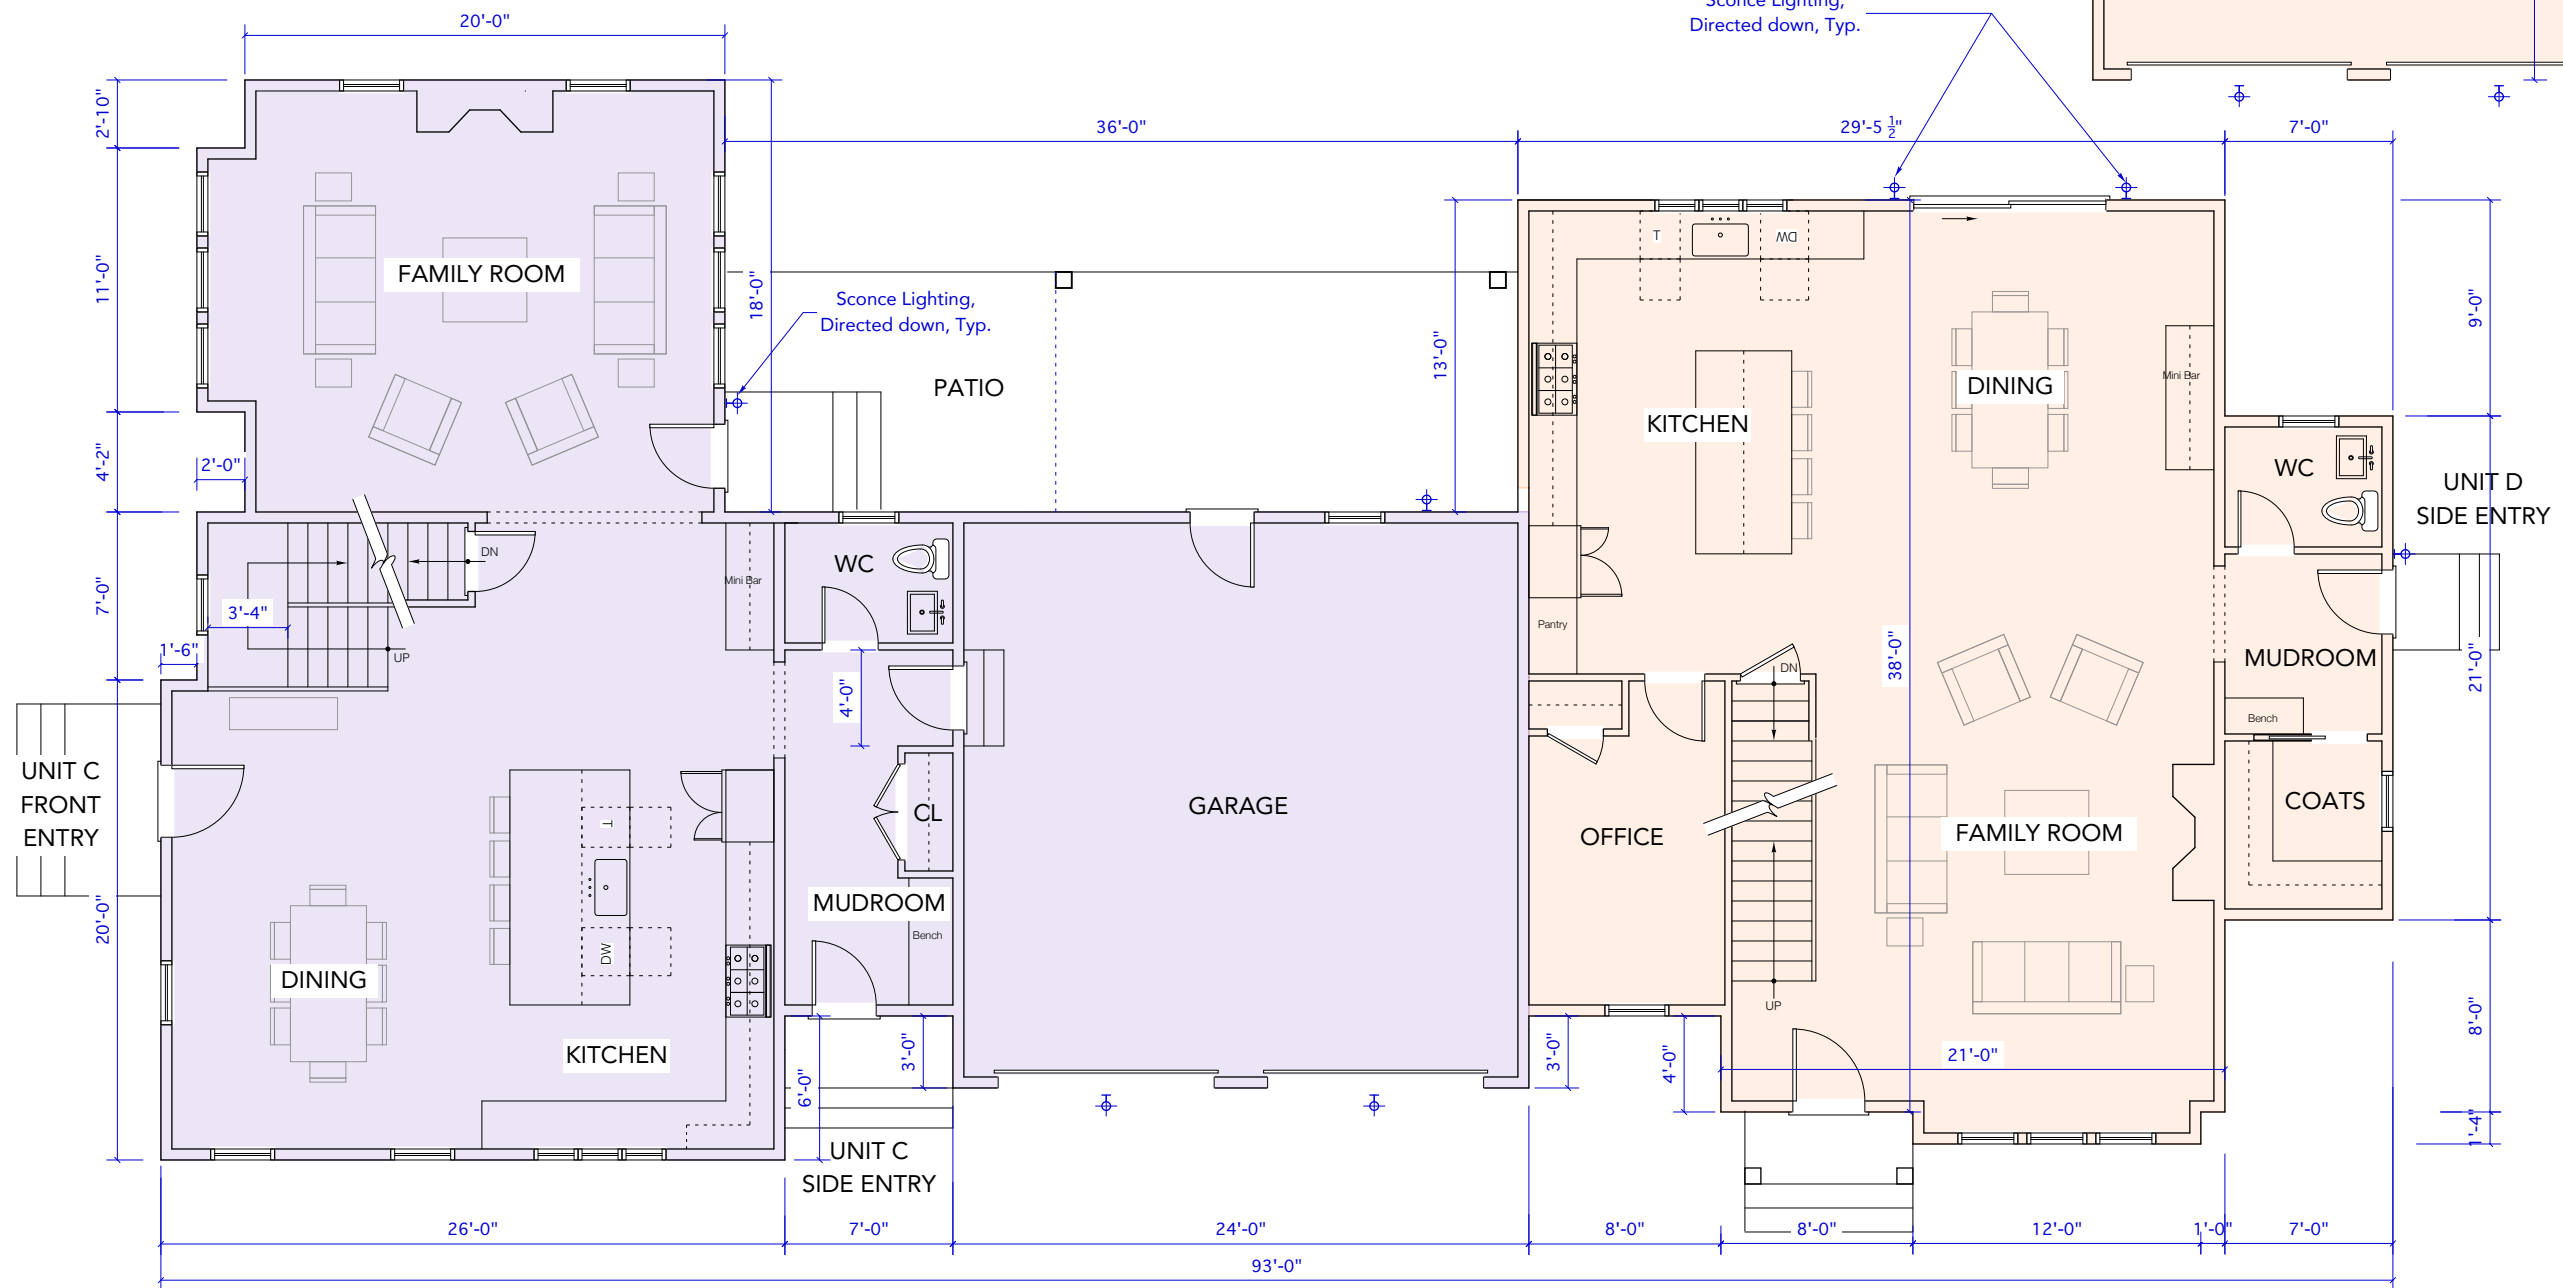 Sconce Lighting,
Directed down, Typ.
20'-0"
36'-0"
29'-5 ½"
7'-0"
2'-10"
11'-0"
4'-2"
2'-0"
7'-0"
3'-4"
1'-6"
20'-0"
FAMILY ROOM
18'-0"
Sconce Lighting,
Directed down, Typ.
PATIO
13'-0"
T
DW
KITCHEN
DINING
Mini Bar
9'-0"
WC
UNIT D
SIDE ENTRY
DN
UP
Mini Bar
WC
4'-0"
Pantry
DN
38'-0"
MUDROOM
21'-0"
Bench
COATS
UNIT C
FRONT
ENTRY
T
DW
CL
GARAGE
OFFICE
FAMILY ROOM
MUDROOM
Bench
DINING
KITCHEN
UP
3'-0"
6'-0"
3'-0"
4'-0"
21'-0"
8'-0"
1'-4"
UNIT C
SIDE ENTRY
26'-0"
7'-0"
24'-0"
8'-0"
8'-0"
12'-0"
1'-0"
7'-0"
93'-0"